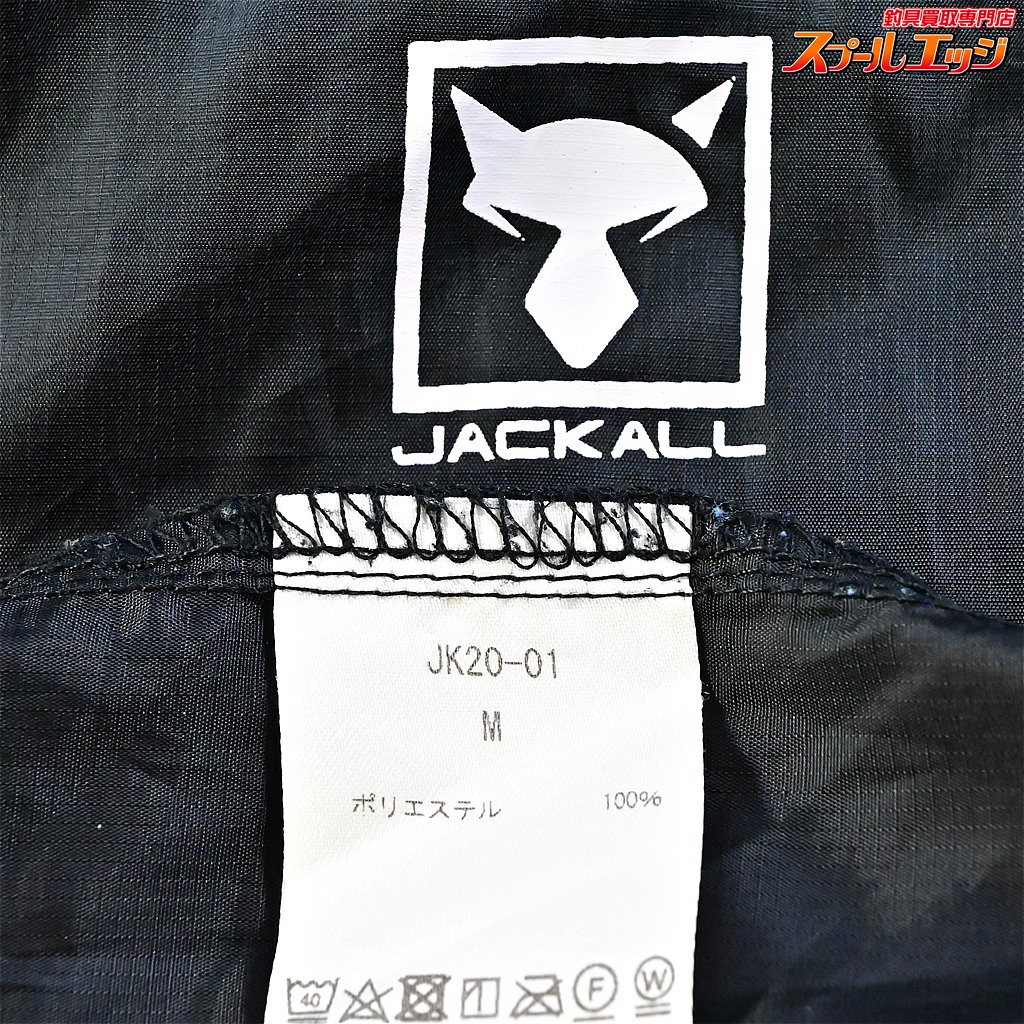 釣具買取専門店
スプールエッジ
JACKALL
JK20-01
M
ポリエステル 100%
40 F W